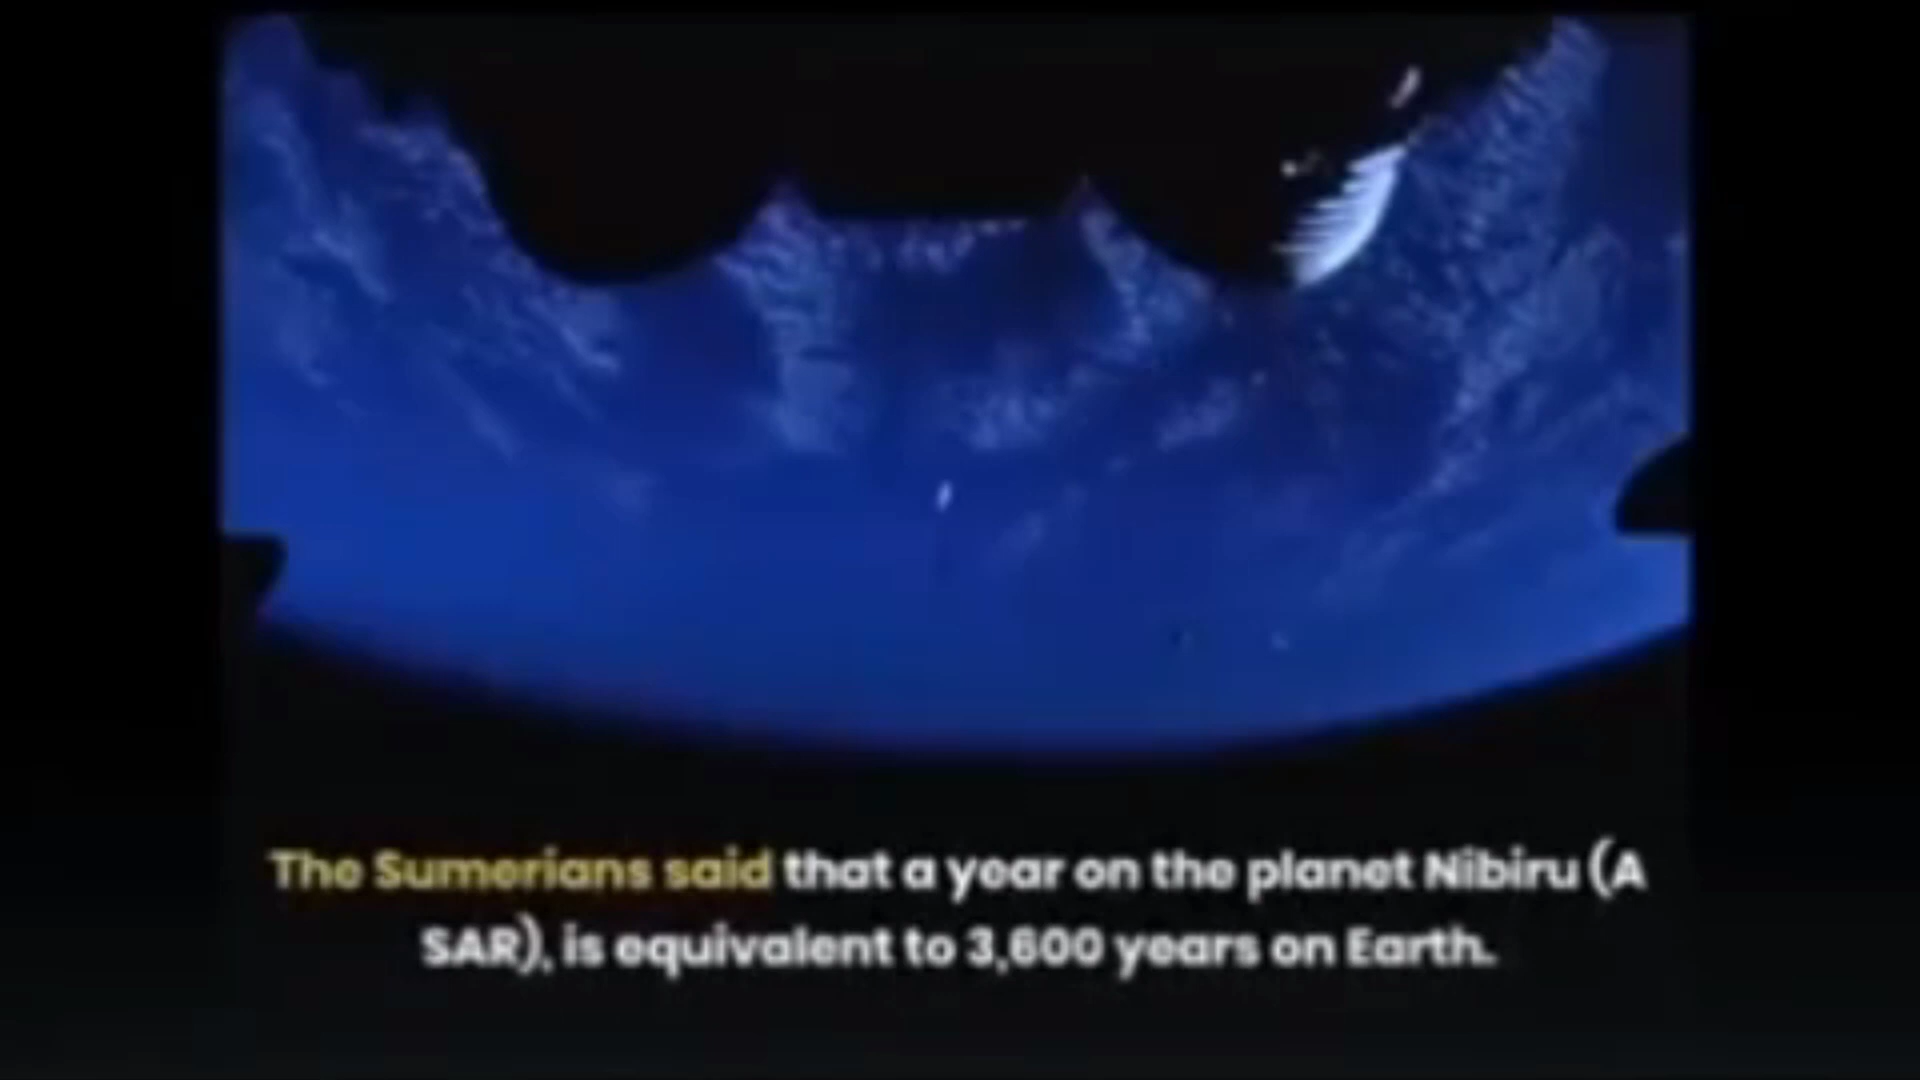 The Sumerians said that a year on the planet Nibiru (A
SAR), is equivalent to 3,600 years on Earth.